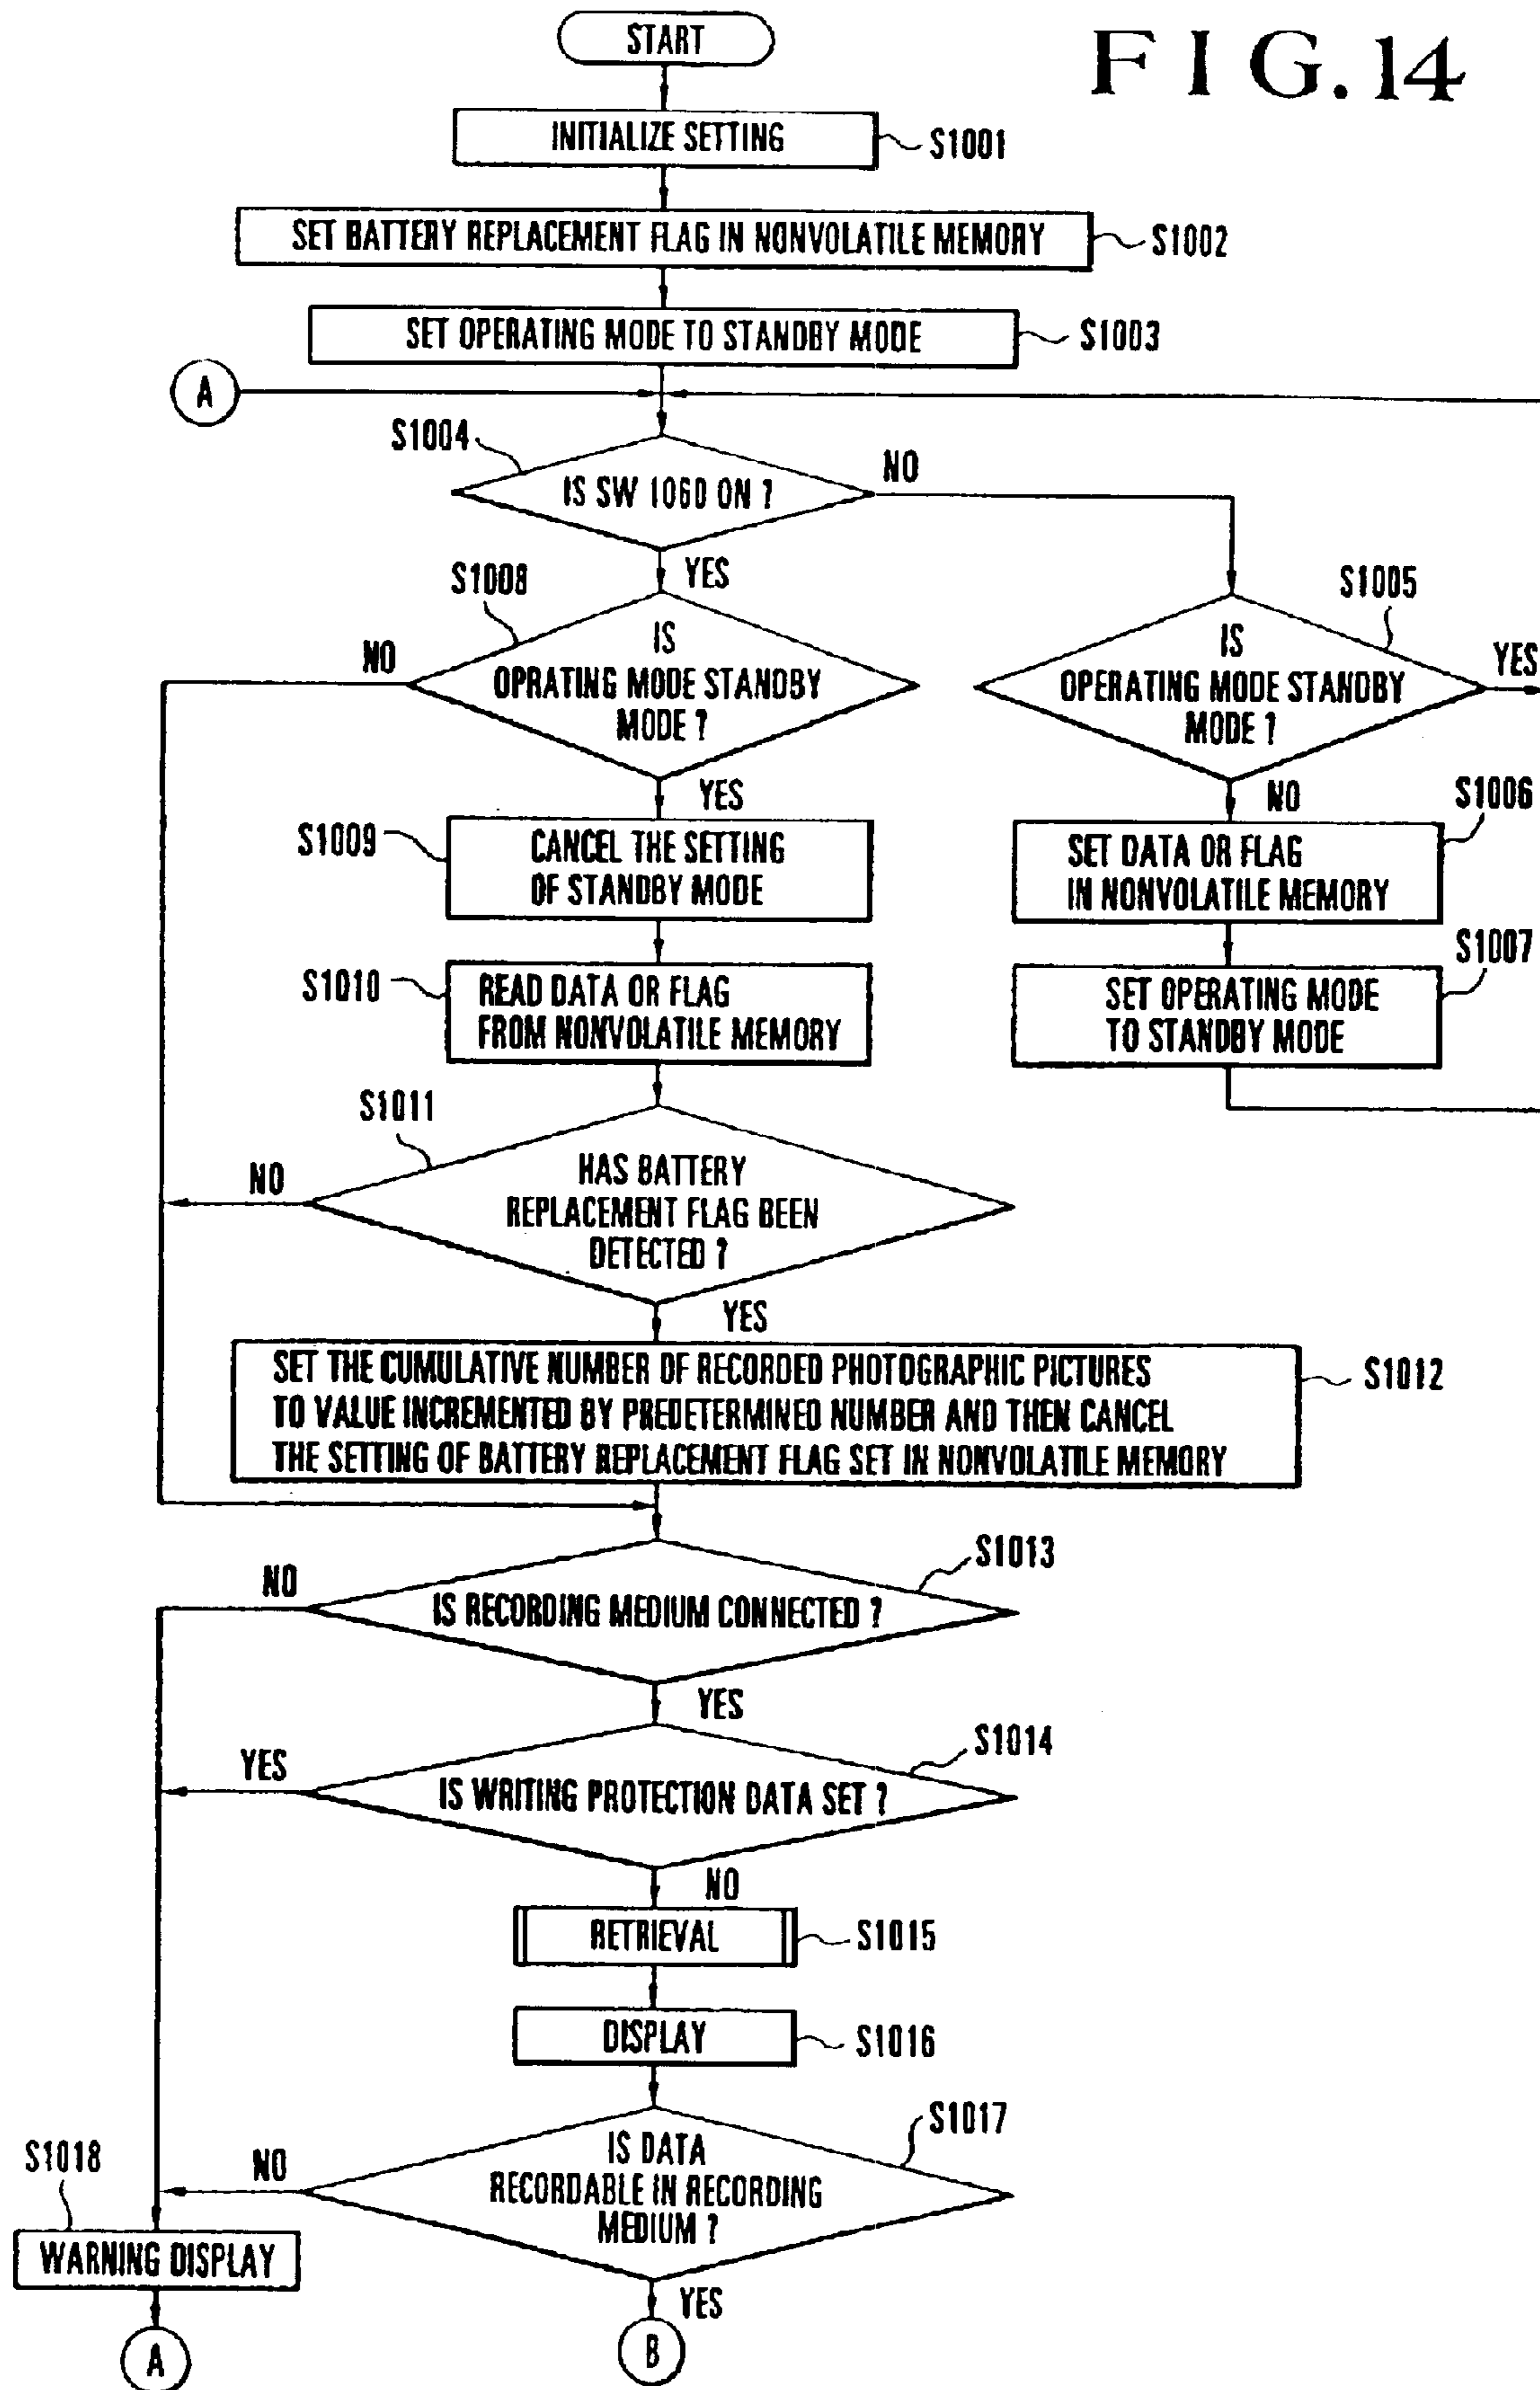 START
FIG.14
INITIALIZE SETTING
S1001
SET BATTERY REPLACEMENT FLAG IN NONVOLATILE MEMORY
S1002
SET OPERATING MODE TO STANDBY MODE
S1003
A
S1004
IS SW 1060 ON ?
NO
YES
S1008
S1005
NO
IS
OPRATING MODE STANDBY
MODE ?
IS
OPERATING MODE STANDBY
MODE ?
YES
YES
NO
S1009
CANCEL THE SETTING
OF STANDBY MODE
SET DATA OR FLAG
IN NONVOLATILE MEMORY
S1006
S1010
READ DATA OR FLAG
FROM NONVOLATILE MEMORY
SET OPERATING MODE
TO STANDBY MODE
S1007
S1011
NO
HAS BATTERY
REPLACEMENT FLAG BEEN
DETECTED ?
YES
SET THE CUMULATIVE NUMBER OF RECORDED PHOTOGRAPHIC PICTURES
TO VALUE INCREMENTED BY PREDETERMINED NUMBER AND THEN CANCEL
THE SETTING OF BATTERY REPLACEMENT FLAG SET IN NONVOLATILE MEMORY
S1012
S1013
NO
IS RECORDING MEDIUM CONNECTED ?
YES
S1014
YES
IS WRITING PROTECTION DATA SET ?
NO
RETRIEVAL
S1015
DISPLAY
S1016
S1017
S1018
NO
IS DATA
RECORDABLE IN RECORDING
MEDIUM ?
WARNING DISPLAY
YES
A
B